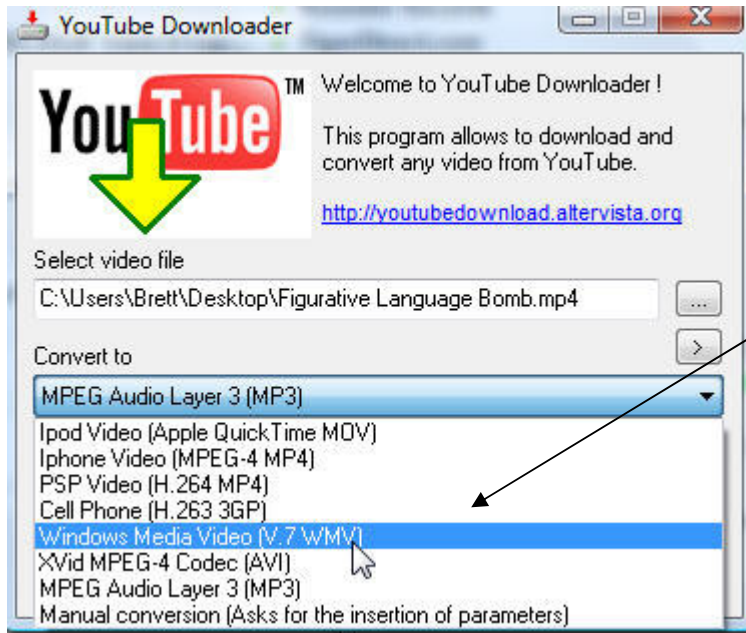 YouTube Downloader
YouTube TM
Welcome to YouTube Downloader !
This program allows to download and
convert any video from YouTube.
http://youtubedownload.altervista.org
Select video file
C:\Users\Brett\Desktop\Figurative Language Bomb.mp4
...
>
Convert to
MPEG Audio Layer 3 (MP3)
Ipod Video (Apple QuickTime MOV)
Iphone Video (MPEG-4 MP4)
PSP Video (H.264 MP4)
Cell Phone (H.263 3GP)
Windows Media Video (V.7 WMV)
XVid MPEG-4 Codec (AVI)
MPEG Audio Layer 3 (MP3)
Manual conversion (Asks for the insertion of parameters)